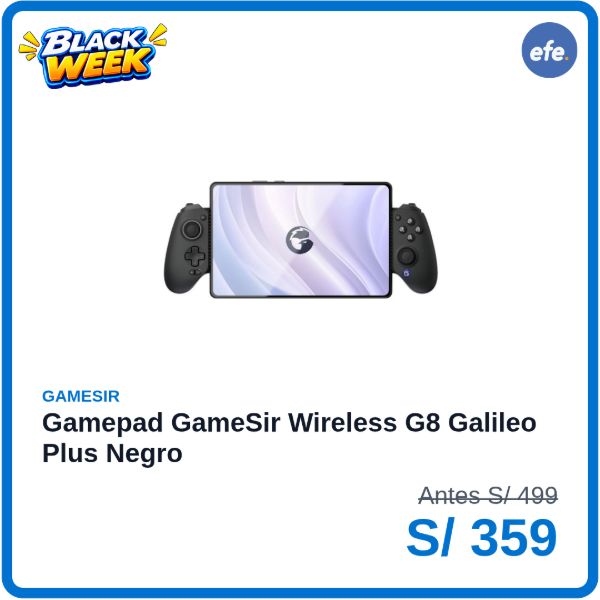 BLACK
WEEK
efe.
GAMESIR
Gamepad GameSir Wireless G8 Galileo
Plus Negro
Antes S/ 499
S/ 359